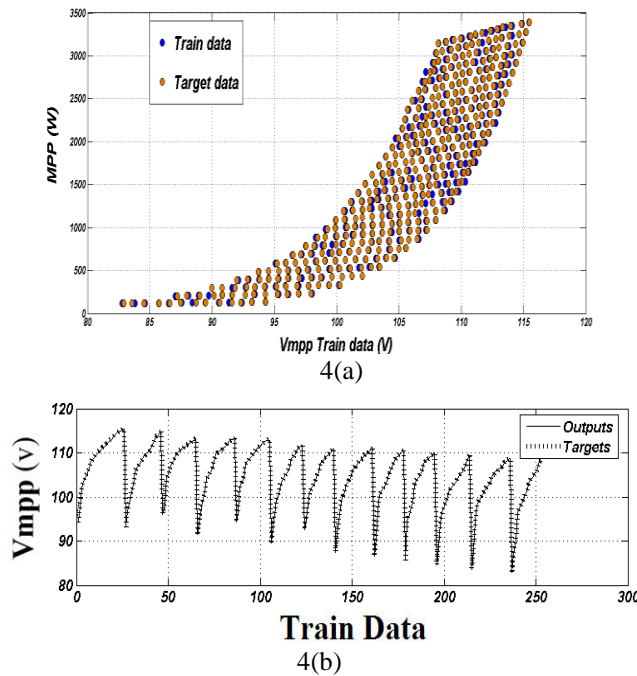 3500
3000
2500
2000
1500
1000
500
0
MPP (W)
Train data
Target data
80 85 90 95 100 105 110 115 120
Vmpp Train data (V)
4(a)
120
110
100
90
80
Vmpp (v)
Outputs
Targets
0 50 100 150 200 250 300
Train Data
4(b)